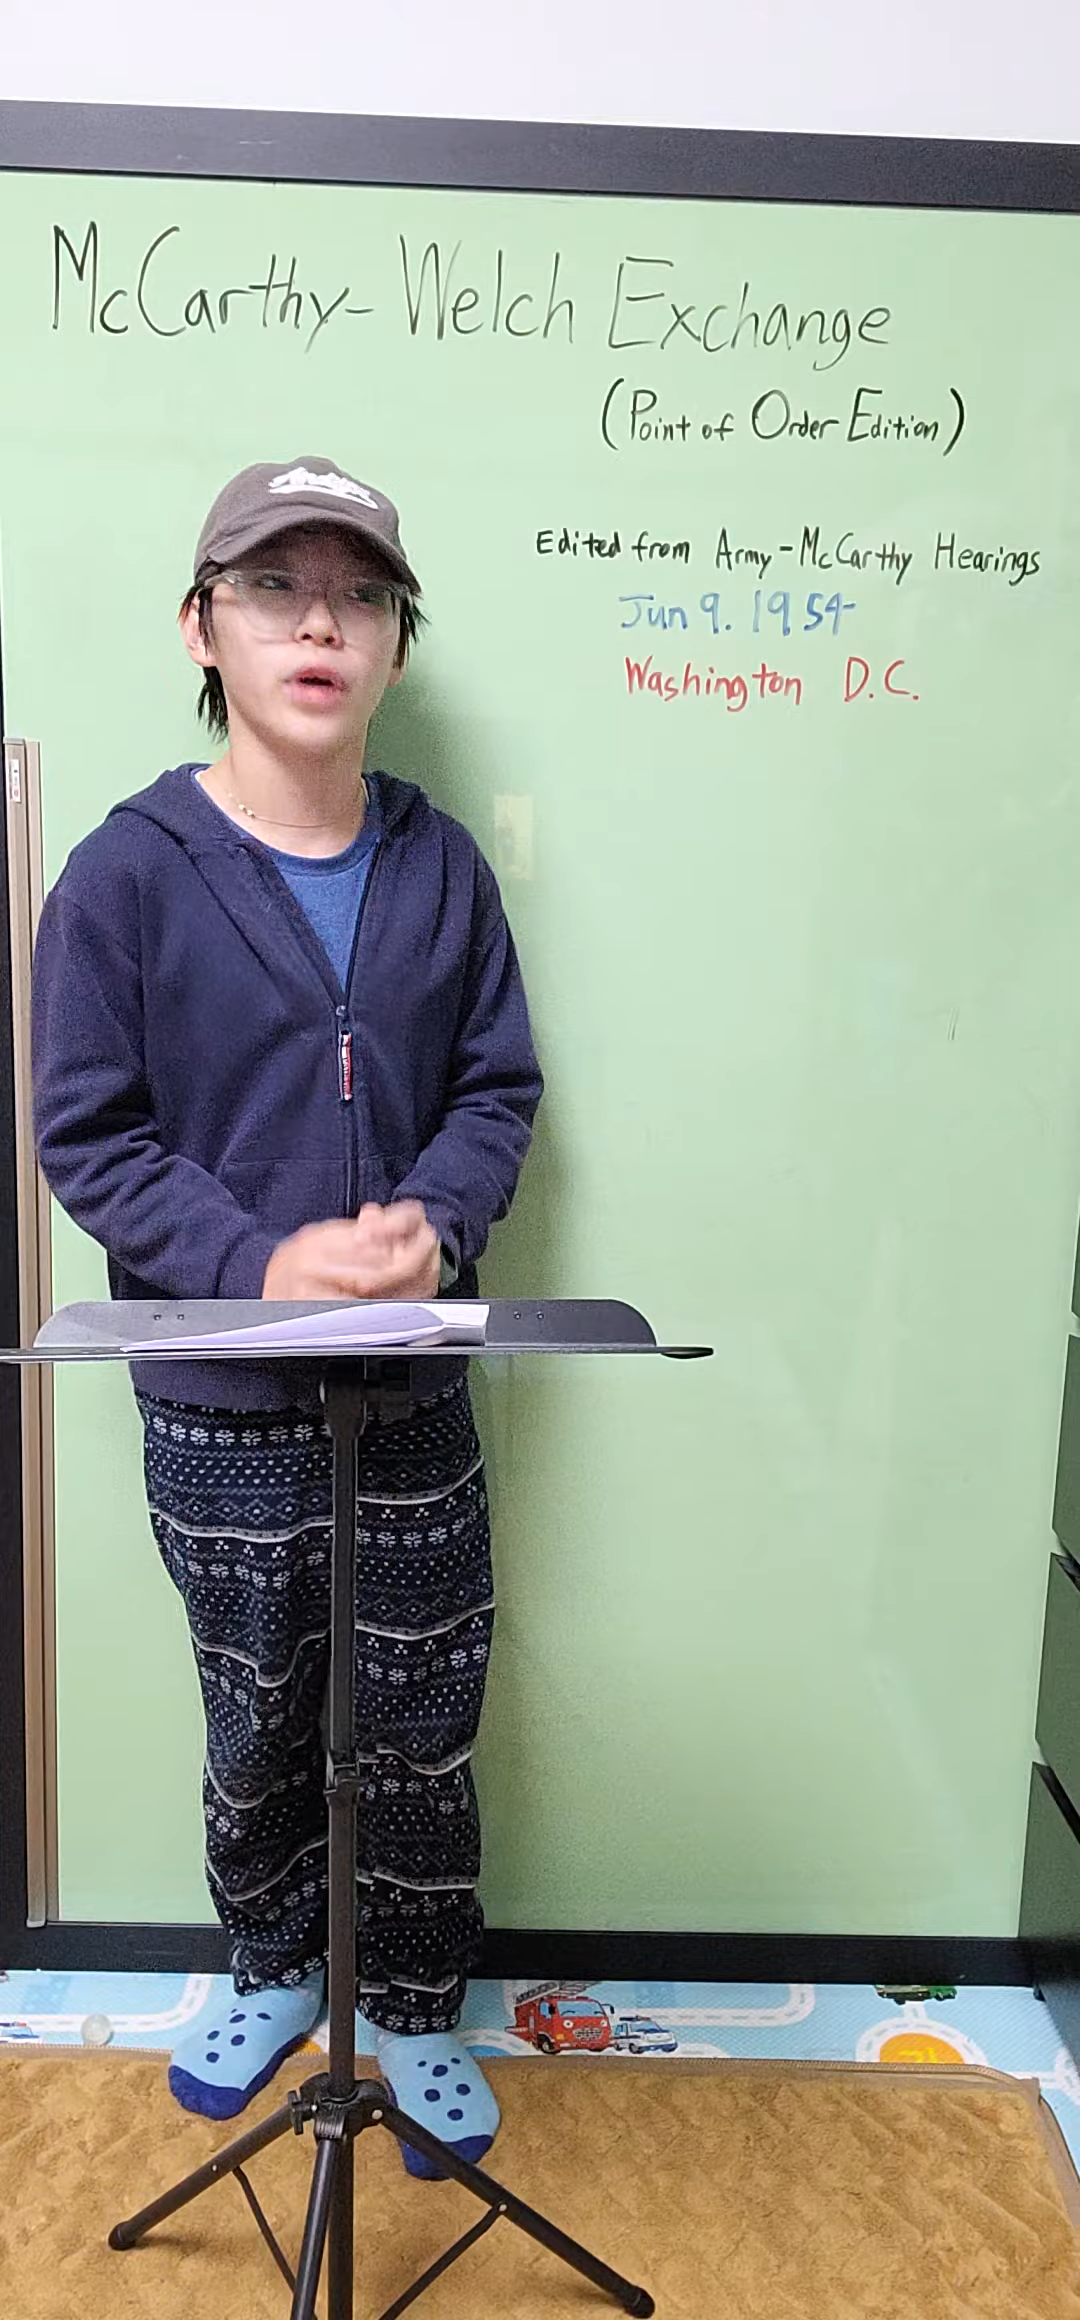 McCarthy-Welch Exchange
(Point of Order Edition)
Edited from Army-McCarthy Hearings
Jun 9. 1954
Washington D.C.